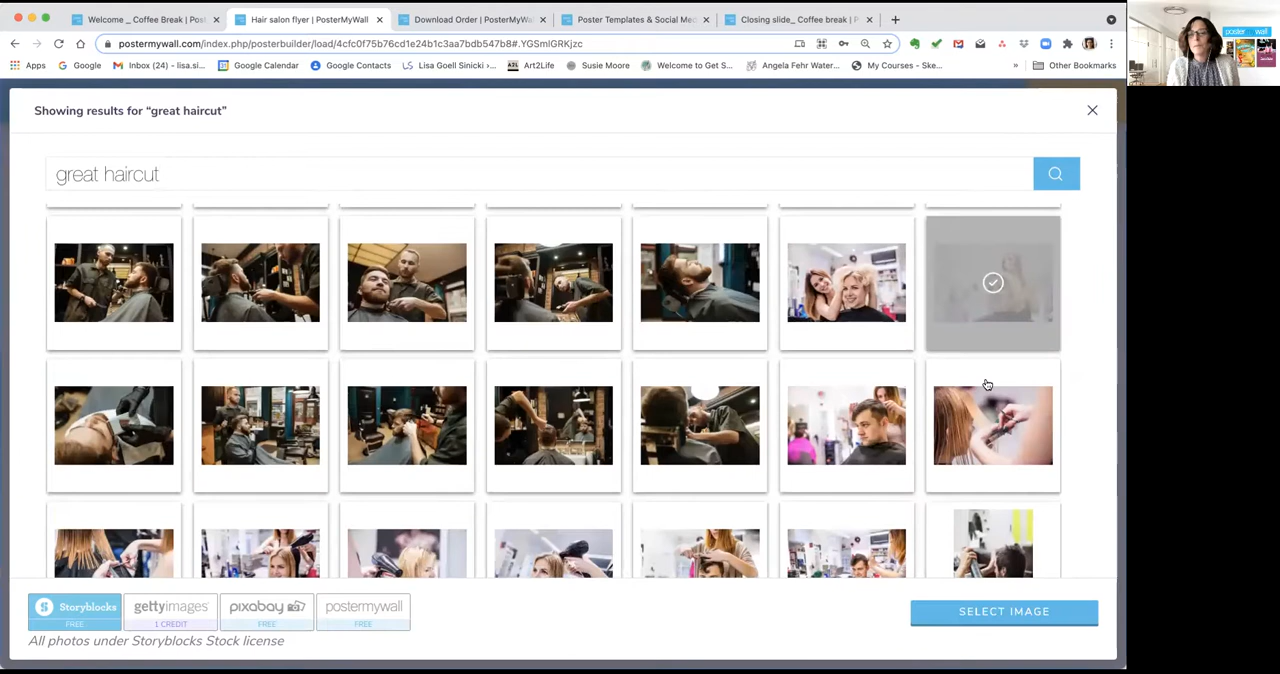 Welcome _ Coffee Break | Pos
Hair salon flyer | PosterMyWall
Download Order | PosterMyWa
Poster Templates & Social Med
Closing slide_ Coffee break | P
postermywall.com/index.php/posterbuilder/load/4cfc0f75b76cd1e24b1c3aa7bdb547b8#.YG
zc
Apps
Google
Inbox (24) - lisa.si...
Google Calendar
Google Contacts
Lisa Goell Sinicki ›...
Art2Life
Susie Moore
Welcome to Get S...
Angela Fehr Water...
My Courses - Ske...
»
Other Bookmarks
Showing results for “great haircut”
great haircut
Storyblocks
FREE
gettyimages
1 CREDIT
pixabay
FREE
postermywall
FREE
SELECT IMAGE
All photos under Storyblocks Stock license